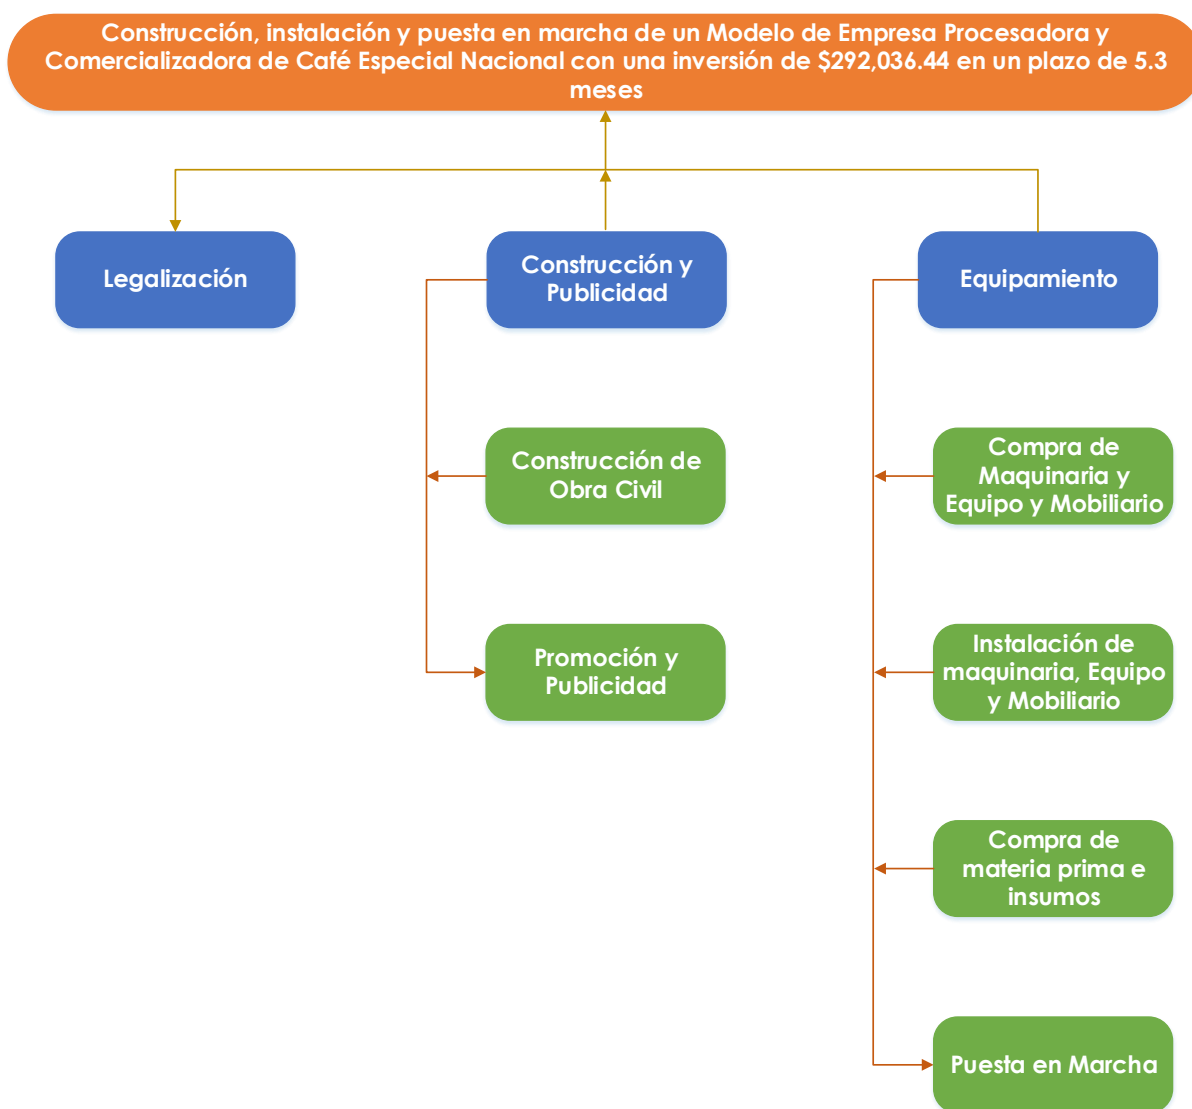 Construcción, instalación y puesta en marcha de un Modelo de Empresa Procesadora y
Comercializadora de Café Especial Nacional con una inversión de $292,036.44 en un plazo de 5.3
meses
Legalización
Construcción y
Publicidad
Equipamiento
Construcción de
Obra Civil
Compra de
Maquinaria y
Equipo y Mobiliario
Promoción y
Publicidad
Instalación de
maquinaria, Equipo
y Mobiliario
Compra de
materia prima e
insumos
Puesta en Marcha